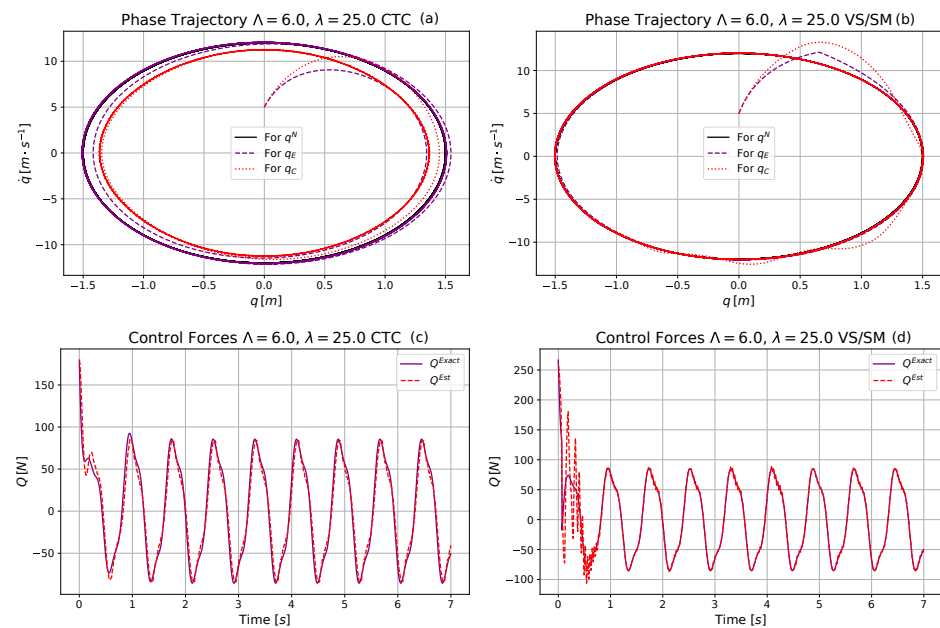 Phase Trajectory Λ = 6.0, λ = 25.0 CTC (a)
10
5
0
−5
−10
q̇ [m · s⁻¹]
For q^N
For q_E
For q_C
−1.5 −1.0 −0.5 0.0 0.5 1.0 1.5
q [m]
Phase Trajectory Λ = 6.0, λ = 25.0 VS/SM (b)
10
5
0
−5
−10
q̇ [m · s⁻¹]
For q^N
For q_E
For q_C
−1.5 −1.0 −0.5 0.0 0.5 1.0 1.5
q [m]
Control Forces Λ = 6.0, λ = 25.0 CTC (c)
150
100
50
0
−50
Q [N]
Q^Exact
Q^Est
0 1 2 3 4 5 6 7
Time [s]
Control Forces Λ = 6.0, λ = 25.0 VS/SM (d)
250
200
150
100
50
0
−50
−100
Q [N]
Q^Exact
Q^Est
0 1 2 3 4 5 6 7
Time [s]